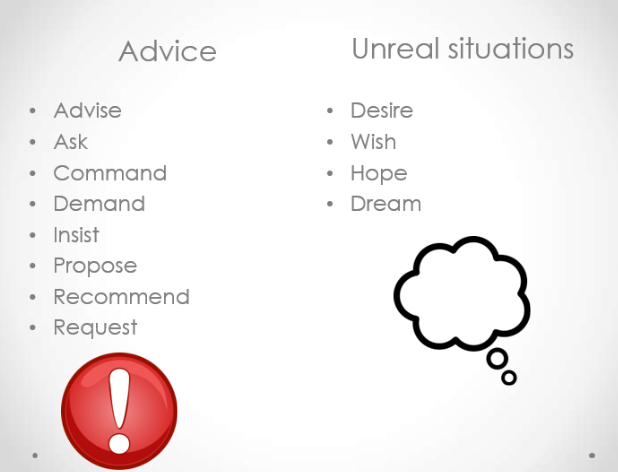 Advice
Advise
Ask
Command
Demand
Insist
Propose
Recommend
Request
Unreal situations
Desire
Wish
Hope
Dream